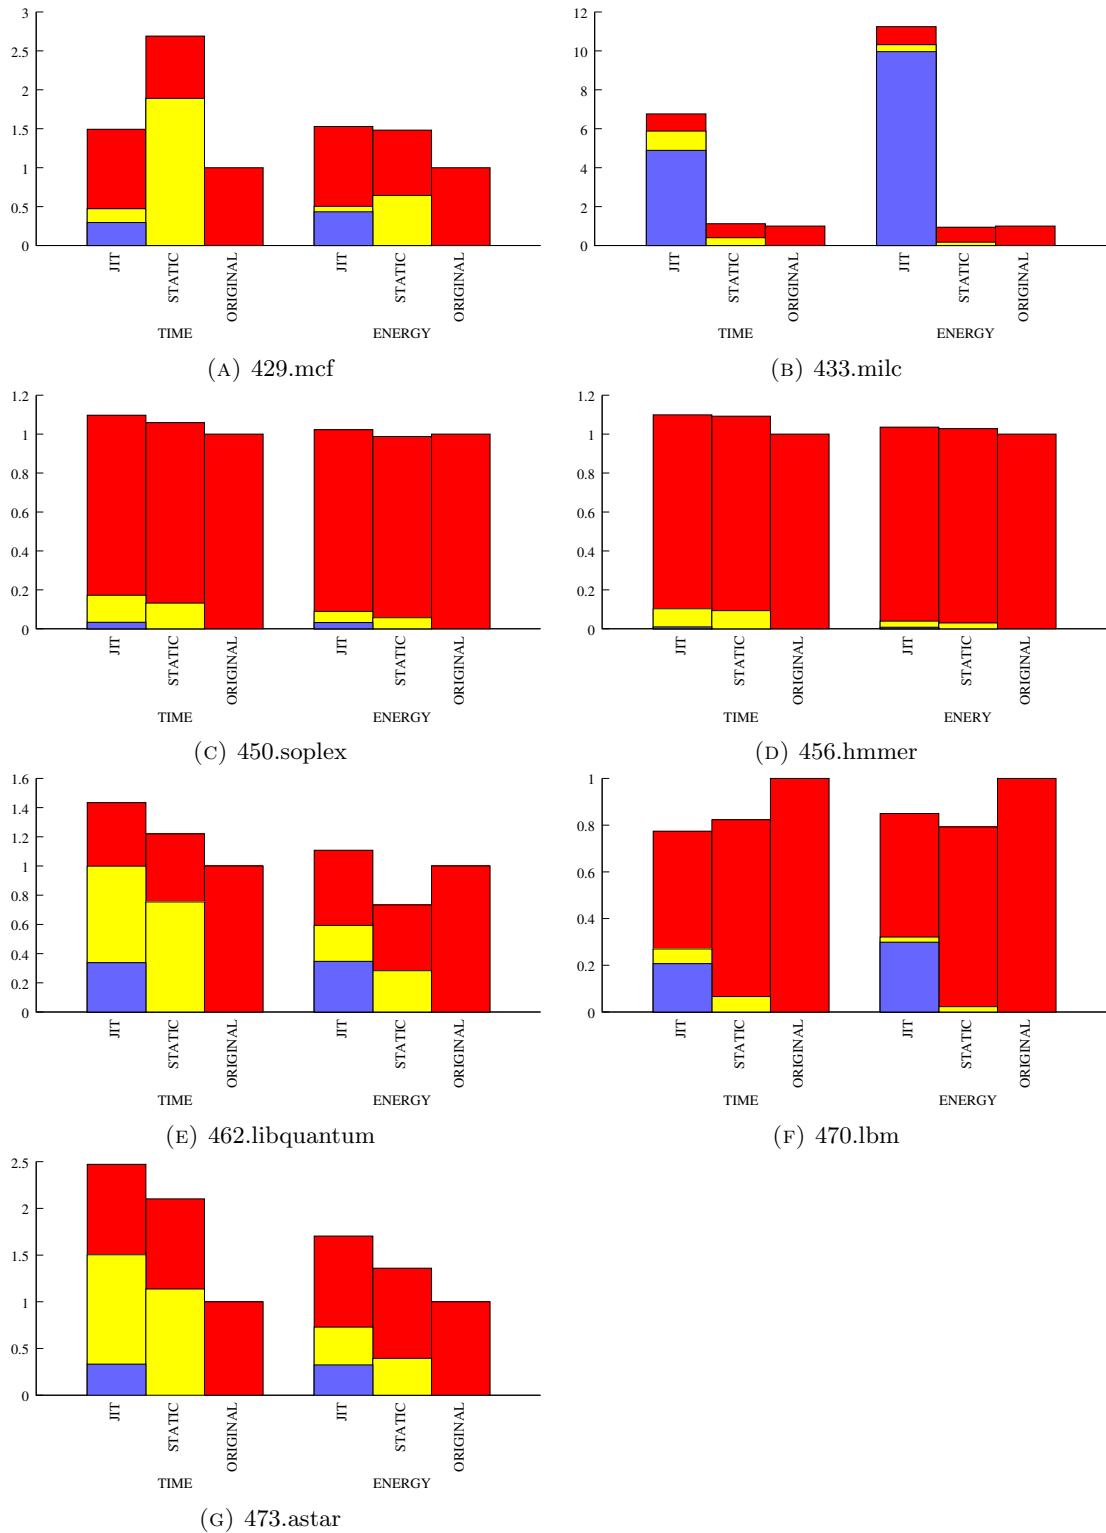 3
2.5
2
1.5
1
0.5
0
JIT
STATIC
ORIGINAL
JIT
STATIC
ORIGINAL
TIME ENERGY
(A) 429.mcf
12
10
8
6
4
2
0
JIT
STATIC
ORIGINAL
JIT
STATIC
ORIGINAL
TIME ENERGY
(B) 433.milc
1.2
1
0.8
0.6
0.4
0.2
0
JIT
STATIC
ORIGINAL
JIT
STATIC
ORIGINAL
TIME ENERGY
(C) 450.soplex
1.2
1
0.8
0.6
0.4
0.2
0
JIT
STATIC
ORIGINAL
JIT
STATIC
ORIGINAL
TIME ENERY
(D) 456.hmmer
1.6
1.4
1.2
1
0.8
0.6
0.4
0.2
0
JIT
STATIC
ORIGINAL
JIT
STATIC
ORIGINAL
TIME ENERGY
(E) 462.libquantum
1
0.8
0.6
0.4
0.2
0
JIT
STATIC
ORIGINAL
JIT
STATIC
ORIGINAL
TIME ENERGY
(F) 470.lbm
2.5
2
1.5
1
0.5
0
JIT
STATIC
ORIGINAL
JIT
STATIC
ORIGINAL
TIME ENERGY
(G) 473.astar